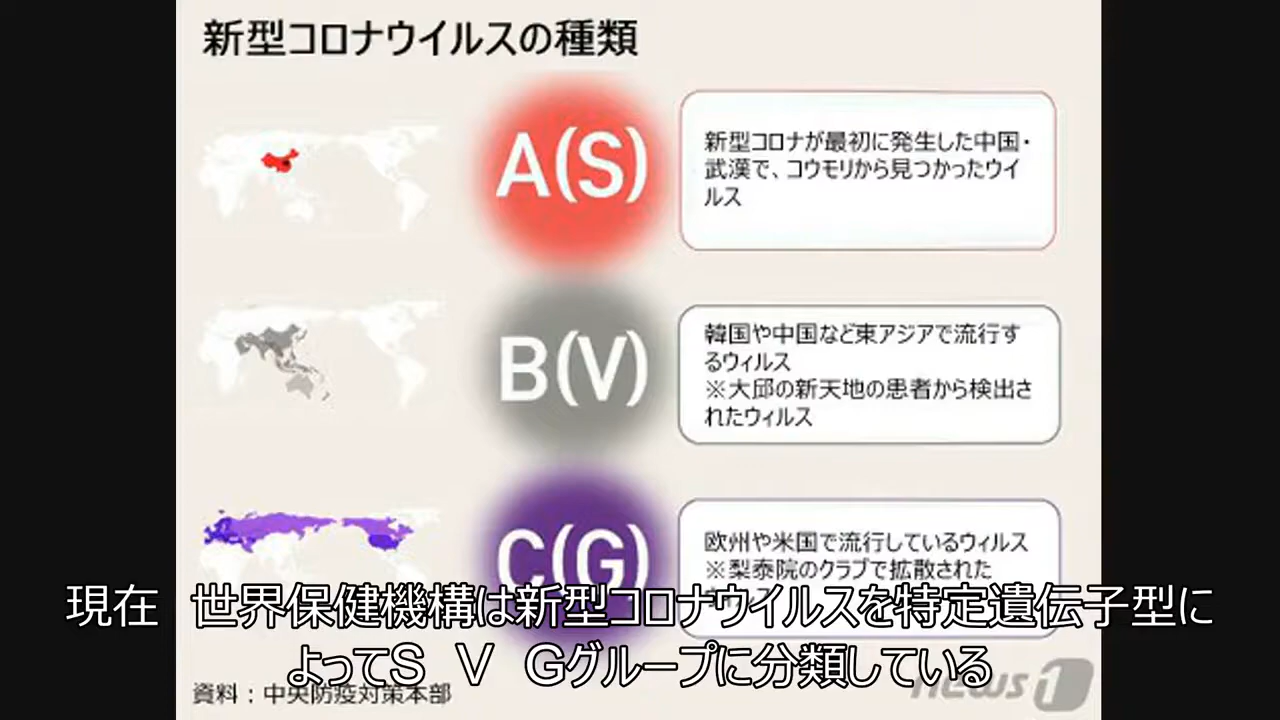 新型コロナウイルスの種類
A(S)
新型コロナが最初に発生した中国・
武漢で、コウモリから見つかったウイ
ルス
B(V)
韓国や中国など東アジアで流行す
るウィルス
※大邱の新天地の患者から検出さ
れたウィルス
C(G)
欧州や米国で流行しているウィルス
※梨泰院のクラブで拡散された
ウィルス
現在 世界保健機構は新型コロナウイルスを特定遺伝子型に
よってS V Gグループに分類している
資料：中央防疫対策本部
news1